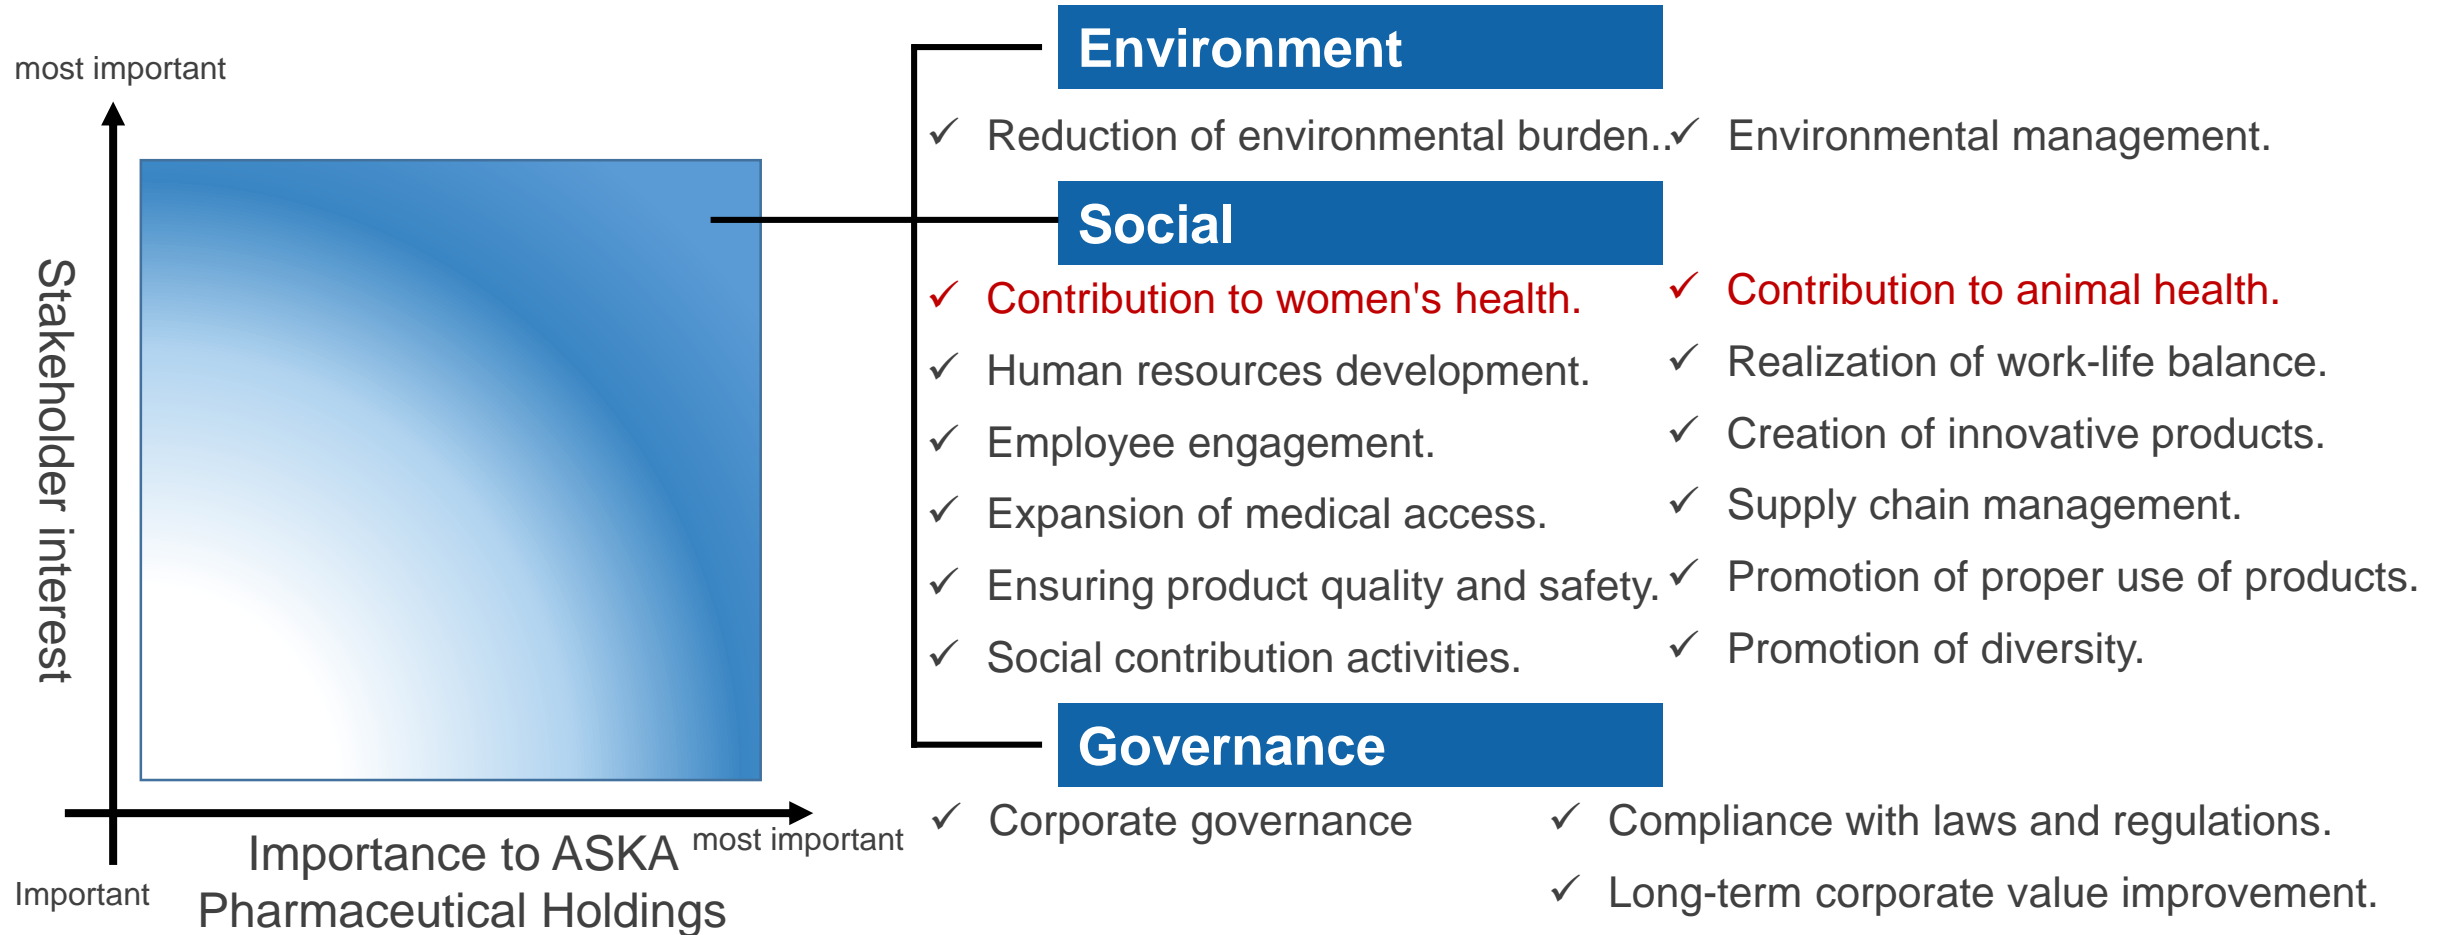 most important
Stakeholder interest
Important
Importance to ASKA
Pharmaceutical Holdings
most important
Environment
✓ Reduction of environmental burden..
✓ Environmental management.
Social
✓ Contribution to women's health.
✓ Contribution to animal health.
✓ Human resources development.
✓ Realization of work-life balance.
✓ Employee engagement.
✓ Creation of innovative products.
✓ Expansion of medical access.
✓ Supply chain management.
✓ Ensuring product quality and safety.
✓ Promotion of proper use of products.
✓ Social contribution activities.
✓ Promotion of diversity.
Governance
✓ Corporate governance
✓ Compliance with laws and regulations.
✓ Long-term corporate value improvement.